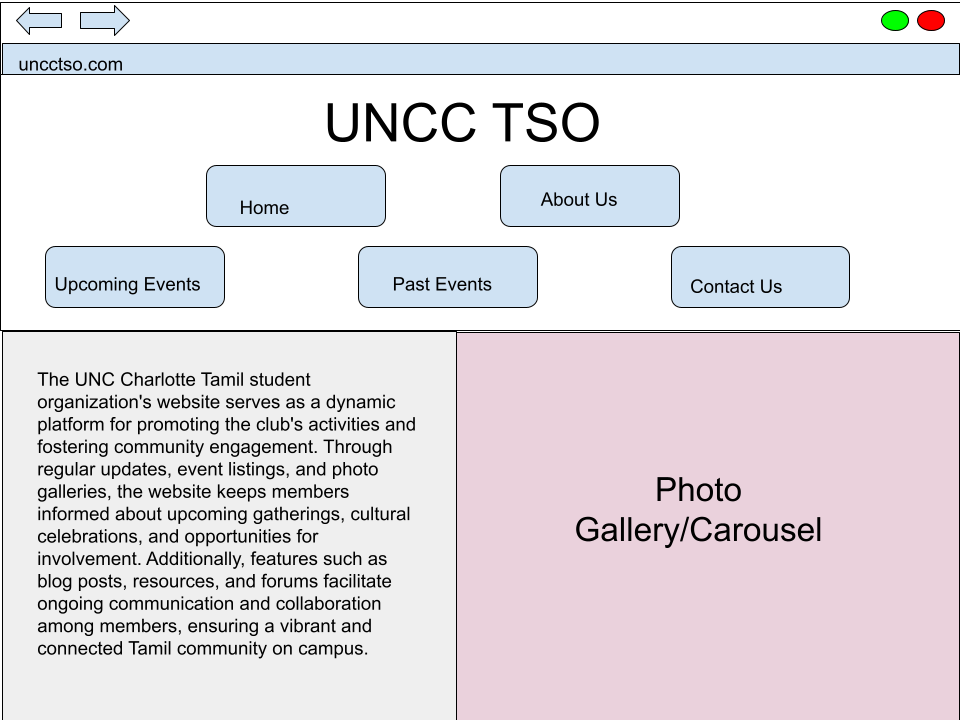 uncctso.com
UNCC TSO
Home
About Us
Upcoming Events
Past Events
Contact Us
The UNC Charlotte Tamil student
organization's website serves as a dynamic
platform for promoting the club's activities and
fostering community engagement. Through
regular updates, event listings, and photo
galleries, the website keeps members
informed about upcoming gatherings, cultural
celebrations, and opportunities for
involvement. Additionally, features such as
blog posts, resources, and forums facilitate
ongoing communication and collaboration
among members, ensuring a vibrant and
connected Tamil community on campus.
Photo
Gallery/Carousel